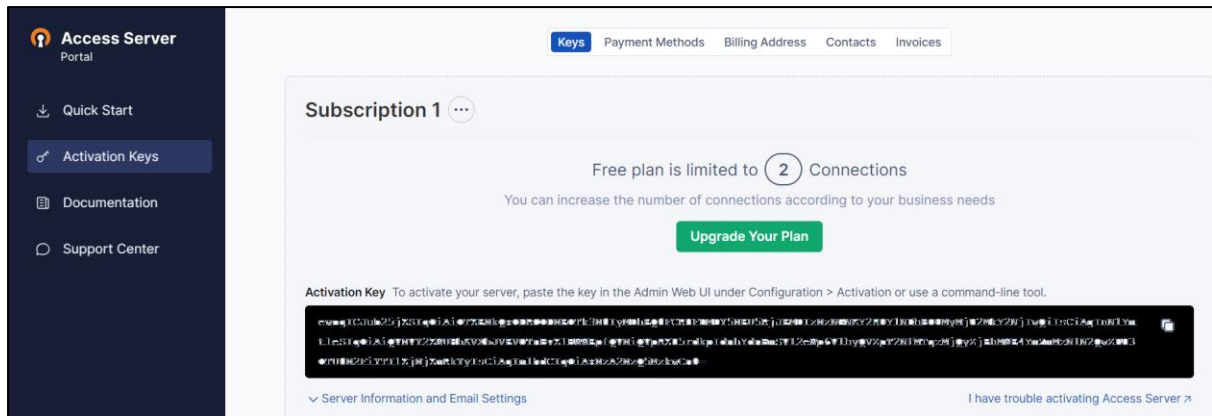 Access Server
Portal
Keys Payment Methods Billing Address Contacts Invoices
Quick Start
Subscription 1
Activation Keys
Free plan is limited to 2 Connections
Documentation
You can increase the number of connections according to your business needs
Support Center
Upgrade Your Plan
Activation Key To activate your server, paste the key in the Admin Web UI under Configuration > Activation or use a command-line tool.
Server Information and Email Settings
I have trouble activating Access Server